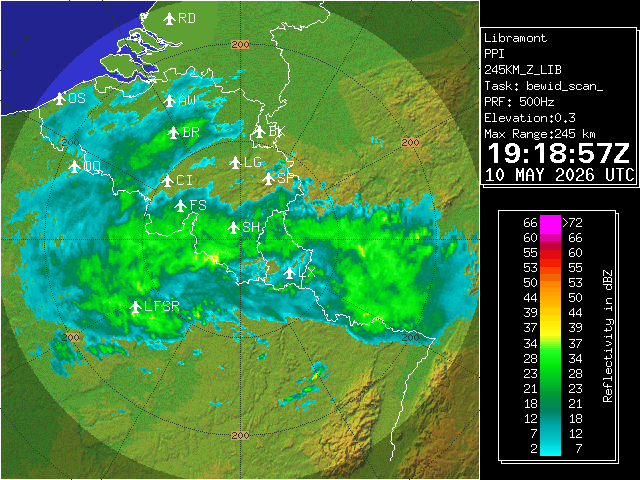 RD
200
OS
AW
BR
BK
200
LG
QO
CI
SP
FS
SH
LX
LFSR
200
200
200
Libramont
PPI
245KM_Z_LIB
Task: bewid_scan_
PRF: 500Hz
Elevation:0.3
Max Range:245 km
19:18:57Z
10 MAY 2026 UTC
66 >72
60 66
55 60
53 55
50 53
44 50
39 44
37 39
34 37
28 34
23 28
21 23
18 21
12 18
7 12
2 7
Reflectivity in dBZ